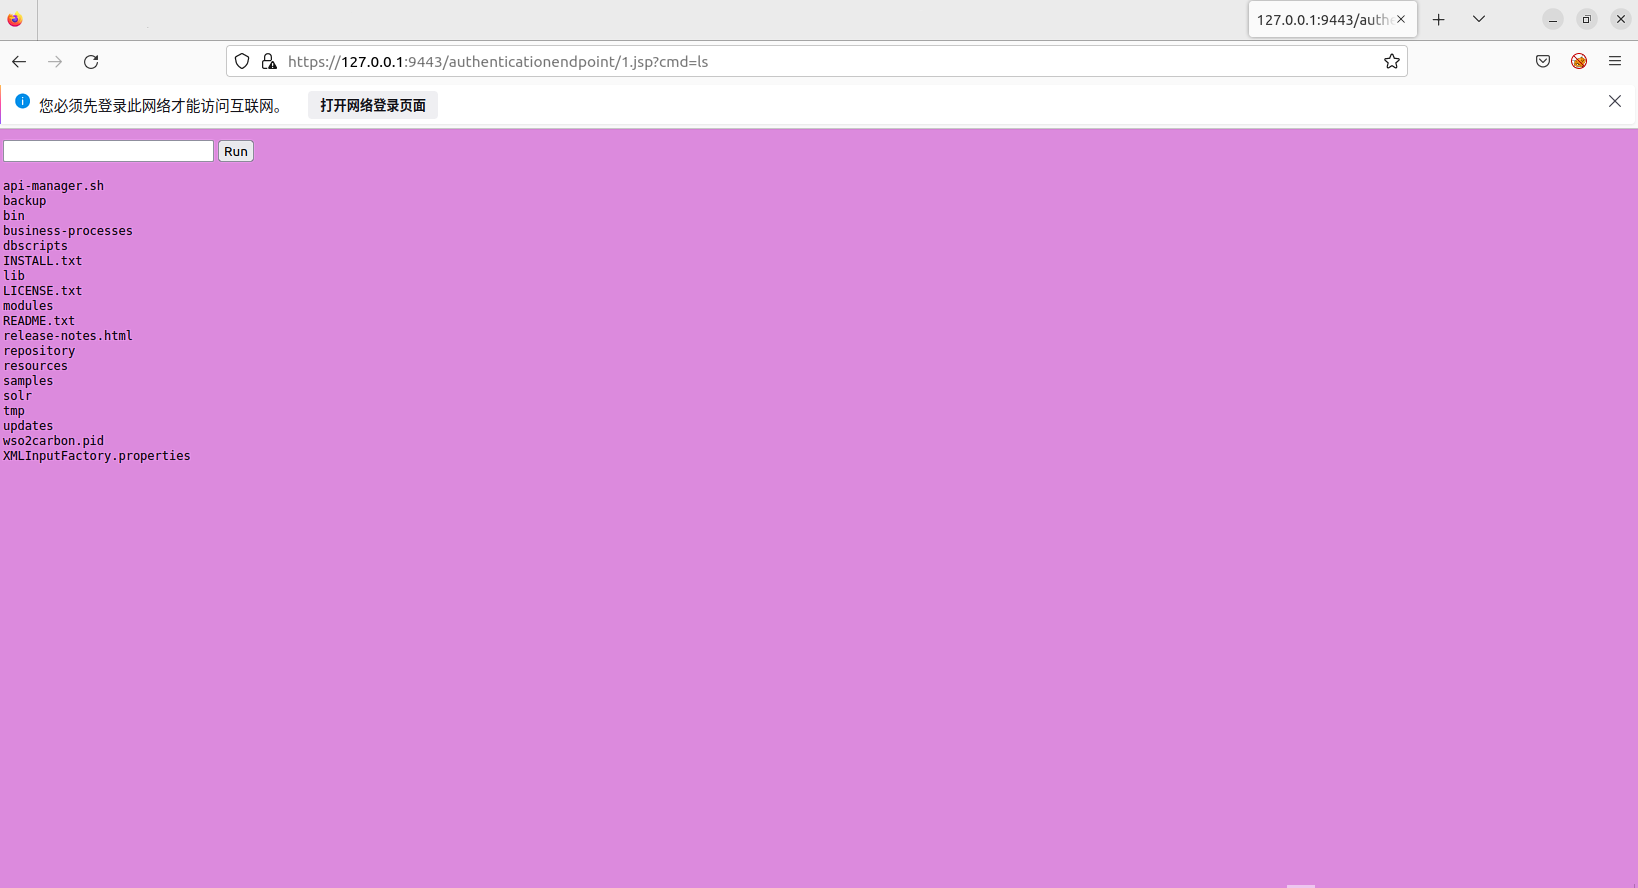 127.0.0.1:9443/auth
https://127.0.0.1:9443/authenticationendpoint/1.jsp?cmd=ls
您必须先登录此网络才能访问互联网。 打开网络登录页面
Run
api-manager.sh
backup
bin
business-processes
dbscripts
INSTALL.txt
lib
LICENSE.txt
modules
README.txt
release-notes.html
repository
resources
samples
solr
tmp
updates
wso2carbon.pid
XMLInputFactory.properties